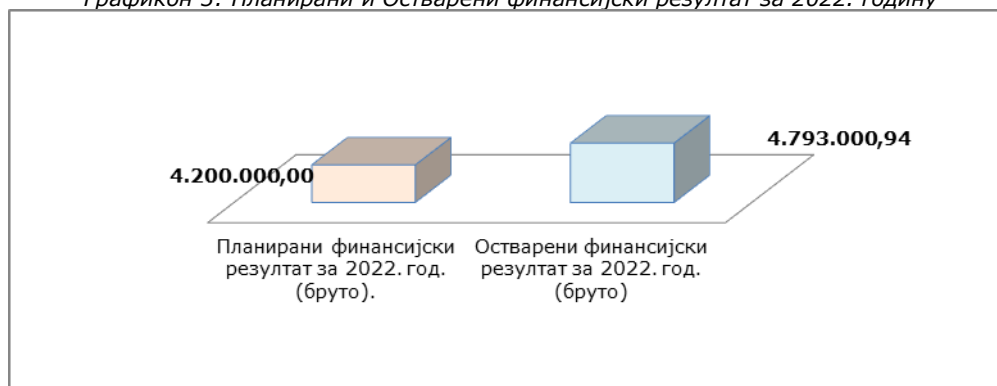 Графикон 3: Планирани и Остварени финансијски резултат за 2022. годину
4.793.000,94
4.200.000,00
Планирани финансијски
резултат за 2022. год.
(бруто).
Остварени финансијски
резултат за 2022. год.
(бруто)